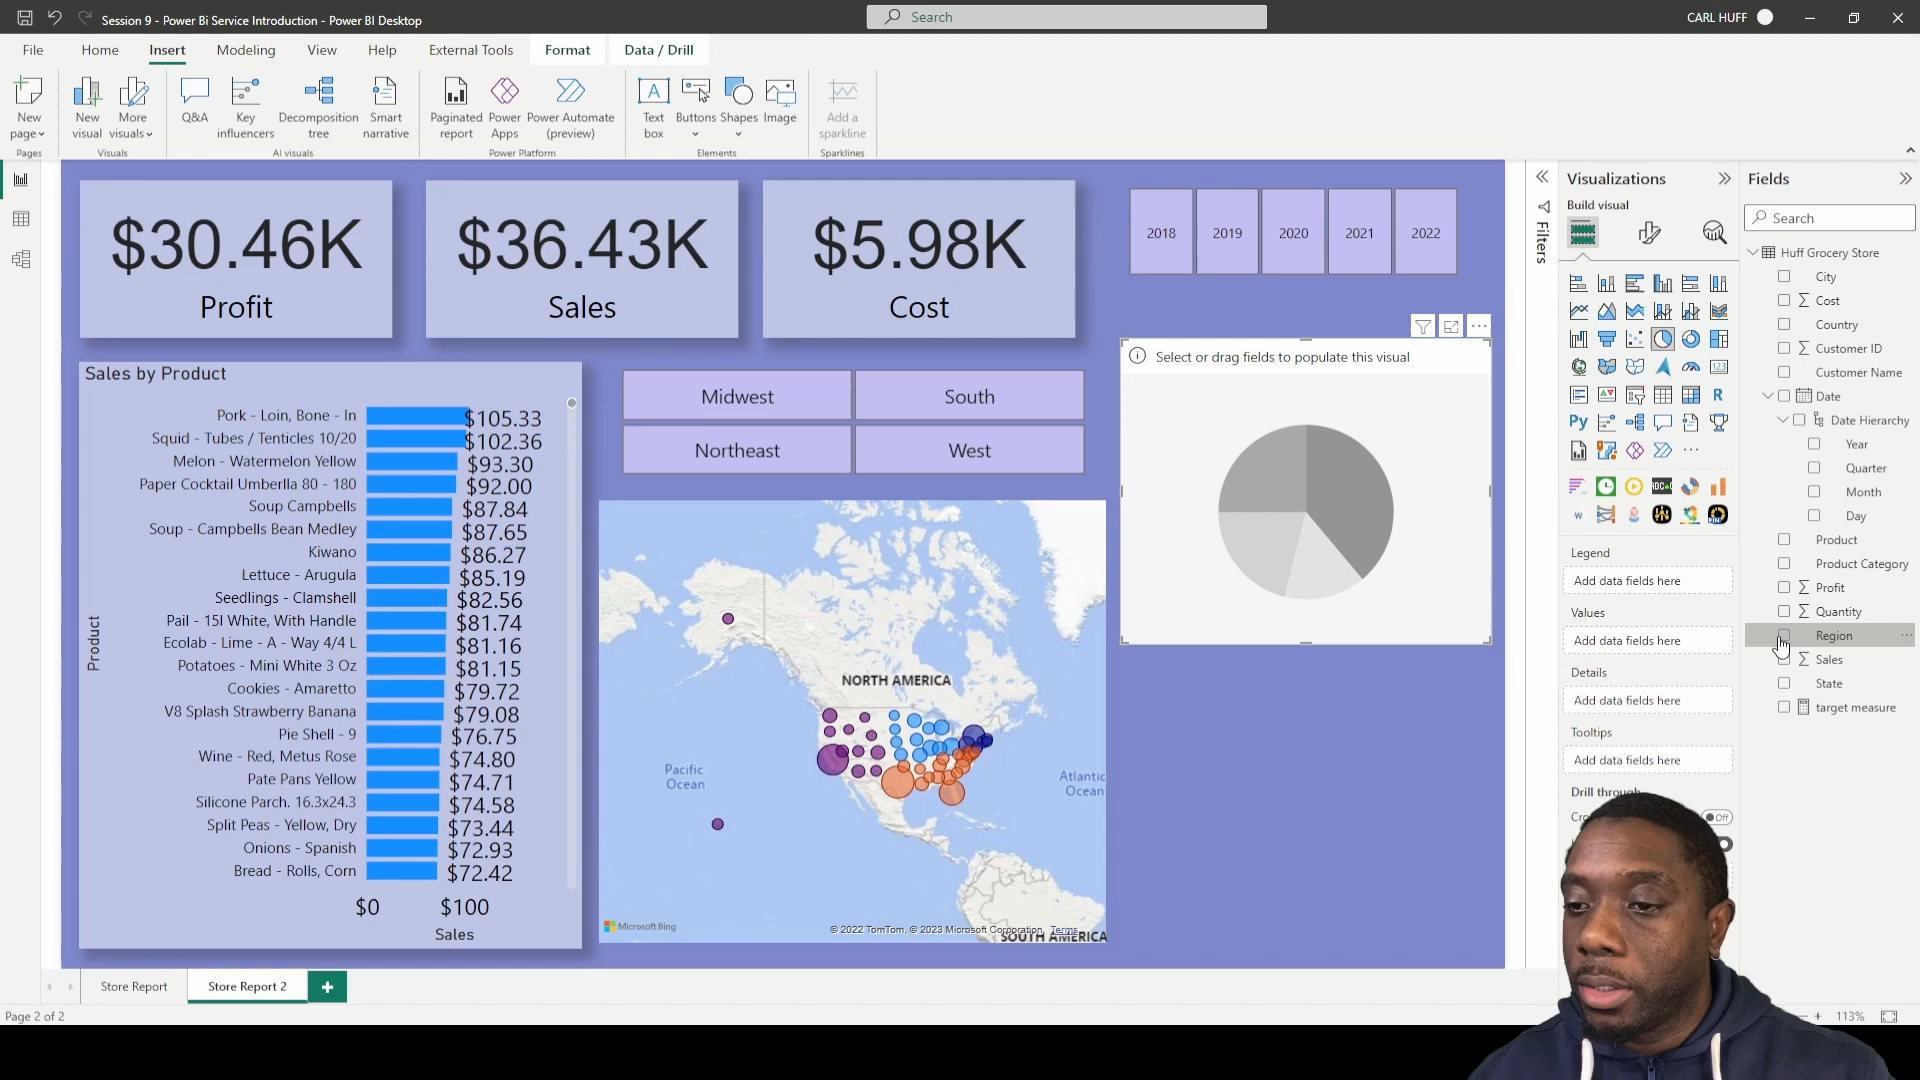 Session 9 - Power Bi Service Introduction - Power BI Desktop
Search
CARL HUFF
File
Home
Insert
Modeling
View
Help
External Tools
Format
Data / Drill
New page
New visual
More visuals
Q&A
Key influencers
Decomposition tree
Smart narrative
Paginated report
Power Apps
Power Automate (preview)
Text box
Buttons
Shapes
Image
Add a sparkline
Pages
Visuals
AI visuals
Power Platform
Elements
Sparklines
$30.46K
Profit
$36.43K
Sales
$5.98K
Cost
2018
2019
2020
2021
2022
Sales by Product
Product
Pork - Loin, Bone - In $105.33
Squid - Tubes / Tenticles 10/20 $102.36
Melon - Watermelon Yellow $93.30
Paper Cocktail Umberlla 80 - 180 $92.00
Soup Campbells $87.84
Soup - Campbells Bean Medley $87.65
Kiwano $86.27
Lettuce - Arugula $85.19
Seedlings - Clamshell $82.56
Pail - 15l White, With Handle $81.74
Ecolab - Lime - A - Way 4/4 L $81.16
Potatoes - Mini White 3 Oz $81.15
Cookies - Amaretto $79.72
V8 Splash Strawberry Banana $79.08
Pie Shell - 9 $76.75
Wine - Red, Metus Rose $74.80
Pate Pans Yellow $74.71
Silicone Parch. 16.3x24.3 $74.58
Split Peas - Yellow, Dry $73.44
Onions - Spanish $72.93
Bread - Rolls, Corn $72.42
$0
$100
Sales
Midwest
South
Northeast
West
NORTH AMERICA
Pacific
Ocean
Atlantic
Ocean
SOUTH AMERICA
Microsoft Bing
© 2022 TomTom, © 2023 Microsoft Corporation, Terms
Select or drag fields to populate this visual
Filters
Visualizations
Build visual
123
R
Py
Legend
Add data fields here
Values
Add data fields here
Details
Add data fields here
Tooltips
Add data fields here
Drill through
Off
Fields
Search
Huff Grocery Store
City
Cost
Country
Customer ID
Customer Name
Date
Date Hierarchy
Year
Quarter
Month
Day
Product
Product Category
Profit
Quantity
Region
Sales
State
target measure
Store Report
Store Report 2
Page 2 of 2
113%